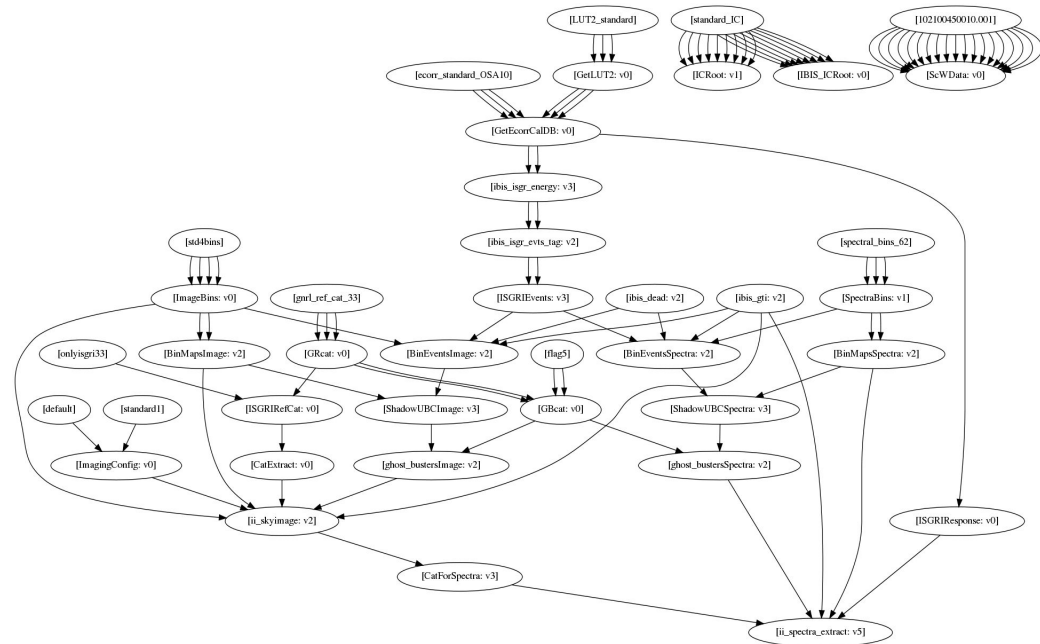 [LUT2_standard]
[standard_IC]
[102100450010.001]
[ecorr_standard_OSA10]
[GetLUT2: v0]
[ICRoot: v1]
[IBIS_ICRoot: v0]
[ScWData: v0]
[GetEcorrCalDB: v0]
[ibis_isgr_energy: v3]
[std4bins]
[ibis_isgr_evts_tag: v2]
[spectral_bins_62]
[ImageBins: v0]
[gnrl_ref_cat_33]
[ISGRIEvents: v3]
[ibis_dead: v2]
[ibis_gti: v2]
[SpectraBins: v1]
[onlyisgri33]
[BinMapsImage: v2]
[GRcat: v0]
[BinEventsImage: v2]
[flag5]
[BinEventsSpectra: v2]
[BinMapsSpectra: v2]
[default]
[standard1]
[ISGRIRefCat: v0]
[ShadowUBCImage: v3]
[GBcat: v0]
[ShadowUBCSpectra: v3]
[ImagingConfig: v0]
[CatExtract: v0]
[ghost_bustersImage: v2]
[ghost_bustersSpectra: v2]
[ii_skyimage: v2]
[ISGRIResponse: v0]
[CatForSpectra: v3]
[ii_spectra_extract: v5]